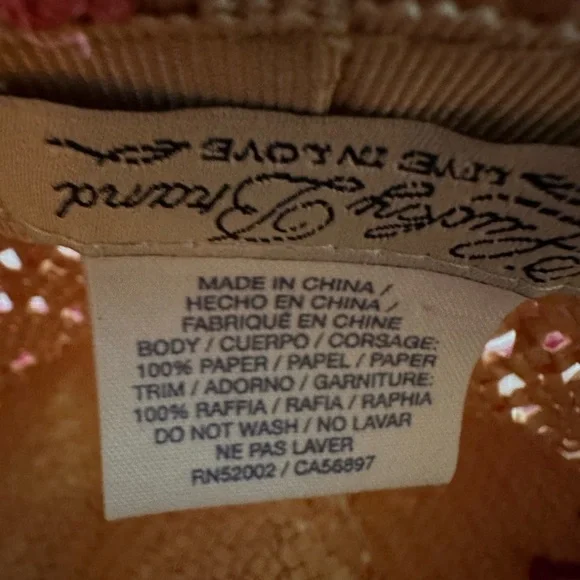 LIVE IN LOVE
Lucky Brand
MADE IN CHINA /
HECHO EN CHINA /
FABRIQUÉ EN CHINE
BODY / CUERPO / CORSAGE:
100% PAPER / PAPEL / PAPER
TRIM / ADORNO / GARNITURE:
100% RAFFIA / RAFIA / RAPHIA
DO NOT WASH / NO LAVAR
NE PAS LAVER
RN52002 / CA56897